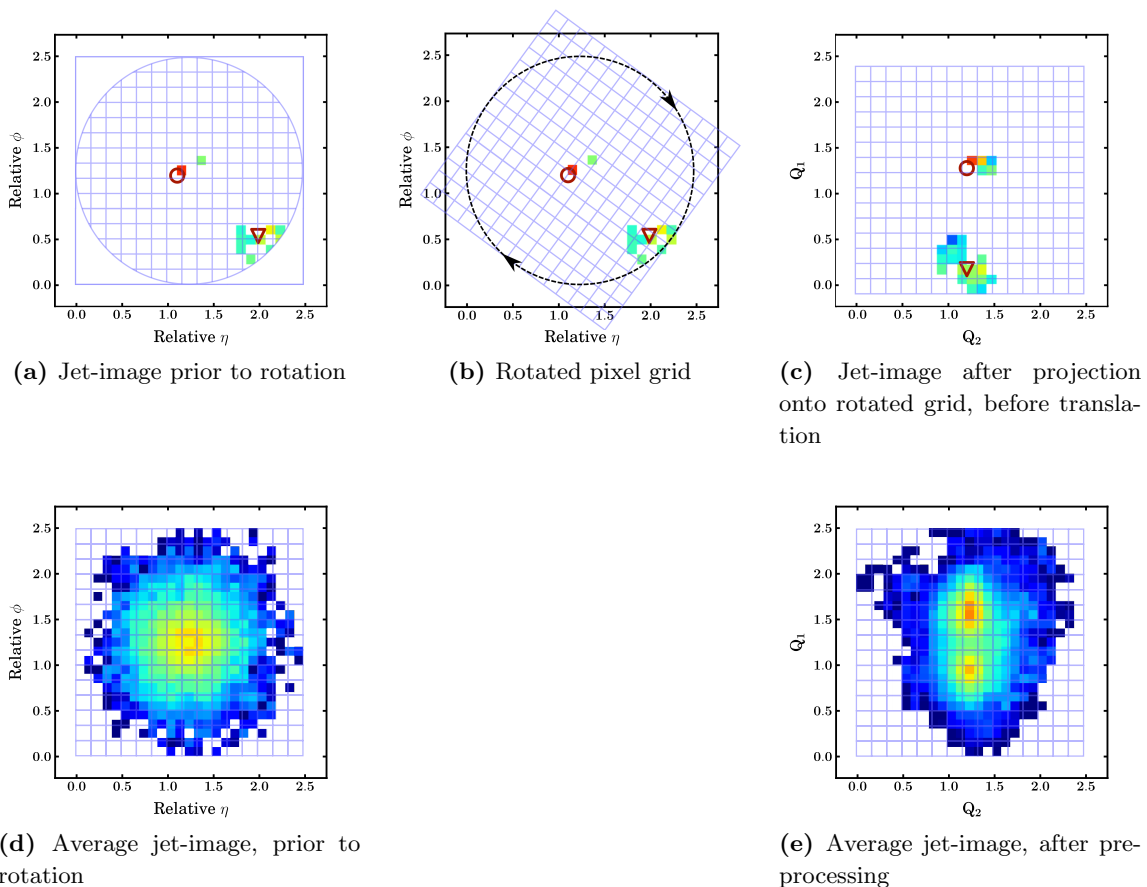 2.5
2.0
1.5
1.0
0.5
0.0
Relative ϕ
0.0 0.5 1.0 1.5 2.0 2.5
Relative η
(a) Jet-image prior to rotation
2.5
2.0
1.5
1.0
0.5
0.0
Relative ϕ
0.0 0.5 1.0 1.5 2.0 2.5
Relative η
(b) Rotated pixel grid
2.5
2.0
1.5
1.0
0.5
0.0
Q₁
0.0 0.5 1.0 1.5 2.0 2.5
Q₂
(c) Jet-image after projection
onto rotated grid, before transla-
tion
2.5
2.0
1.5
1.0
0.5
0.0
Relative ϕ
0.0 0.5 1.0 1.5 2.0 2.5
Relative η
(d) Average jet-image, prior to
rotation
2.5
2.0
1.5
1.0
0.5
0.0
Q₁
0.0 0.5 1.0 1.5 2.0 2.5
Q₂
(e) Average jet-image, after pre-
processing